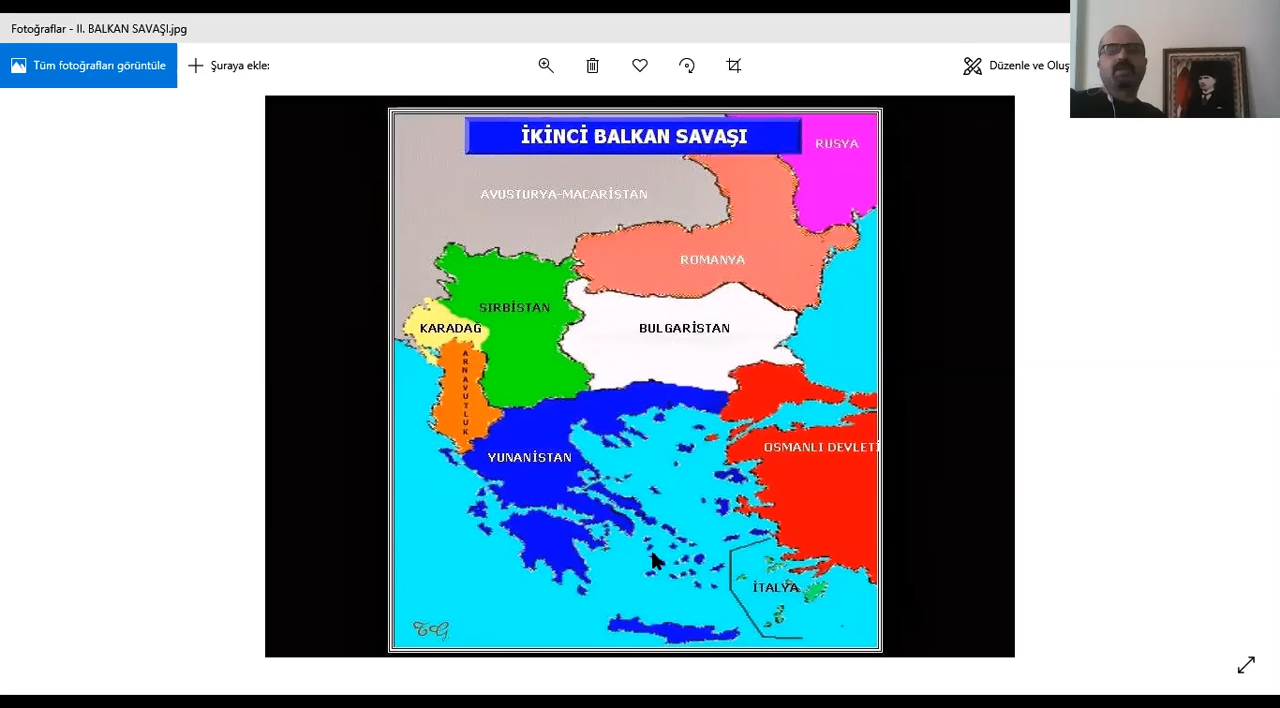 Fotoğraflar - II. BALKAN SAVAŞI.jpg
Tüm fotoğrafları görüntüle
Şuraya ekle:
Düzenle ve Oluş
İKİNCİ BALKAN SAVAŞI
RUSYA
AVUSTURYA-MACARİSTAN
ROMANYA
SIRBİSTAN
KARADAĞ
BULGARİSTAN
ARNAVUTLUK
OSMANLI DEVLETİ
YUNANİSTAN
İTALYA
TG